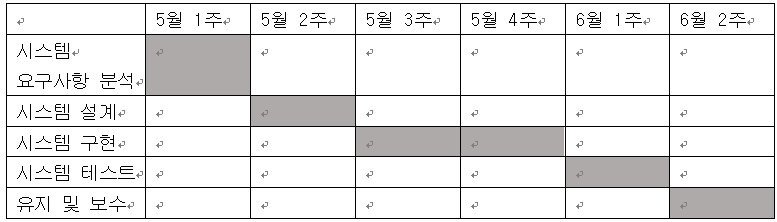 5월 1주 5월 2주 5월 3주 5월 4주 6월 1주 6월 2주
시스템
요구사항 분석
시스템 설계
시스템 구현
시스템 테스트
유지 및 보수